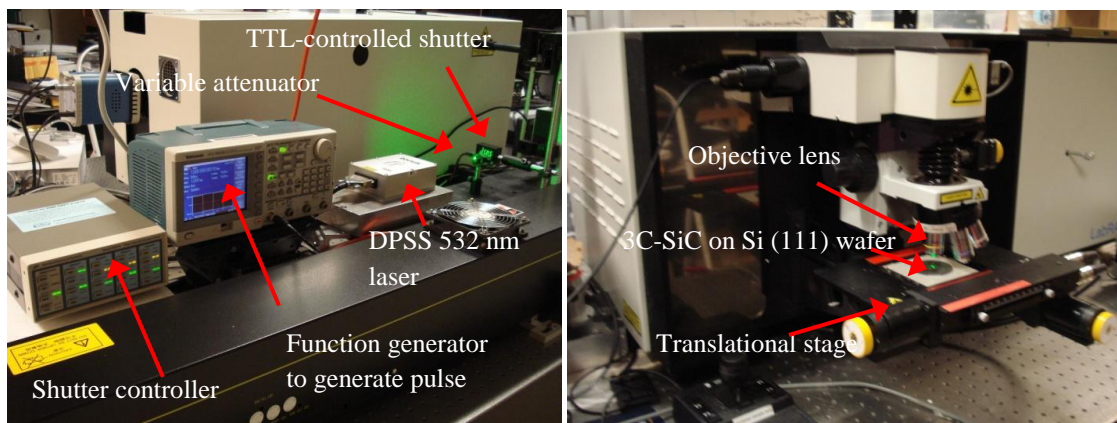 TTL-controlled shutter
Variable attenuator
DPSS 532 nm
laser
Function generator
to generate pulse
Shutter controller
Objective lens
3C-SiC on Si (111) wafer
Translational stage